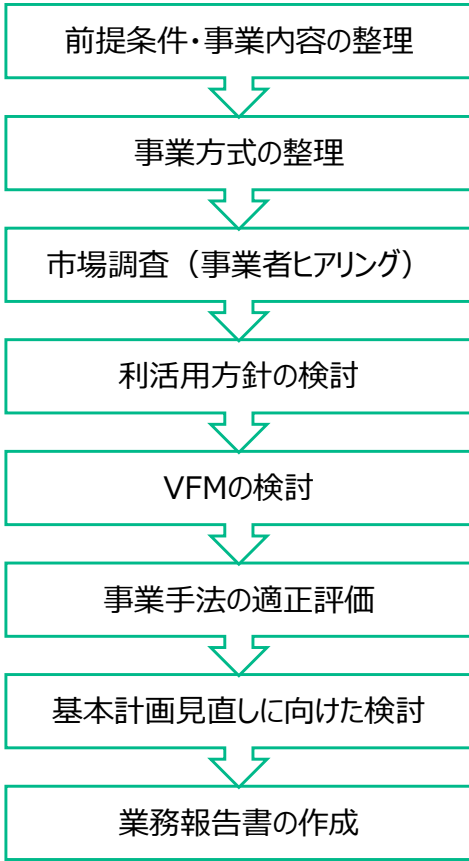 前提条件・事業内容の整理
事業方式の整理
市場調査（事業者ヒアリング）
利活用方針の検討
VFMの検討
事業手法の適正評価
基本計画見直しに向けた検討
業務報告書の作成